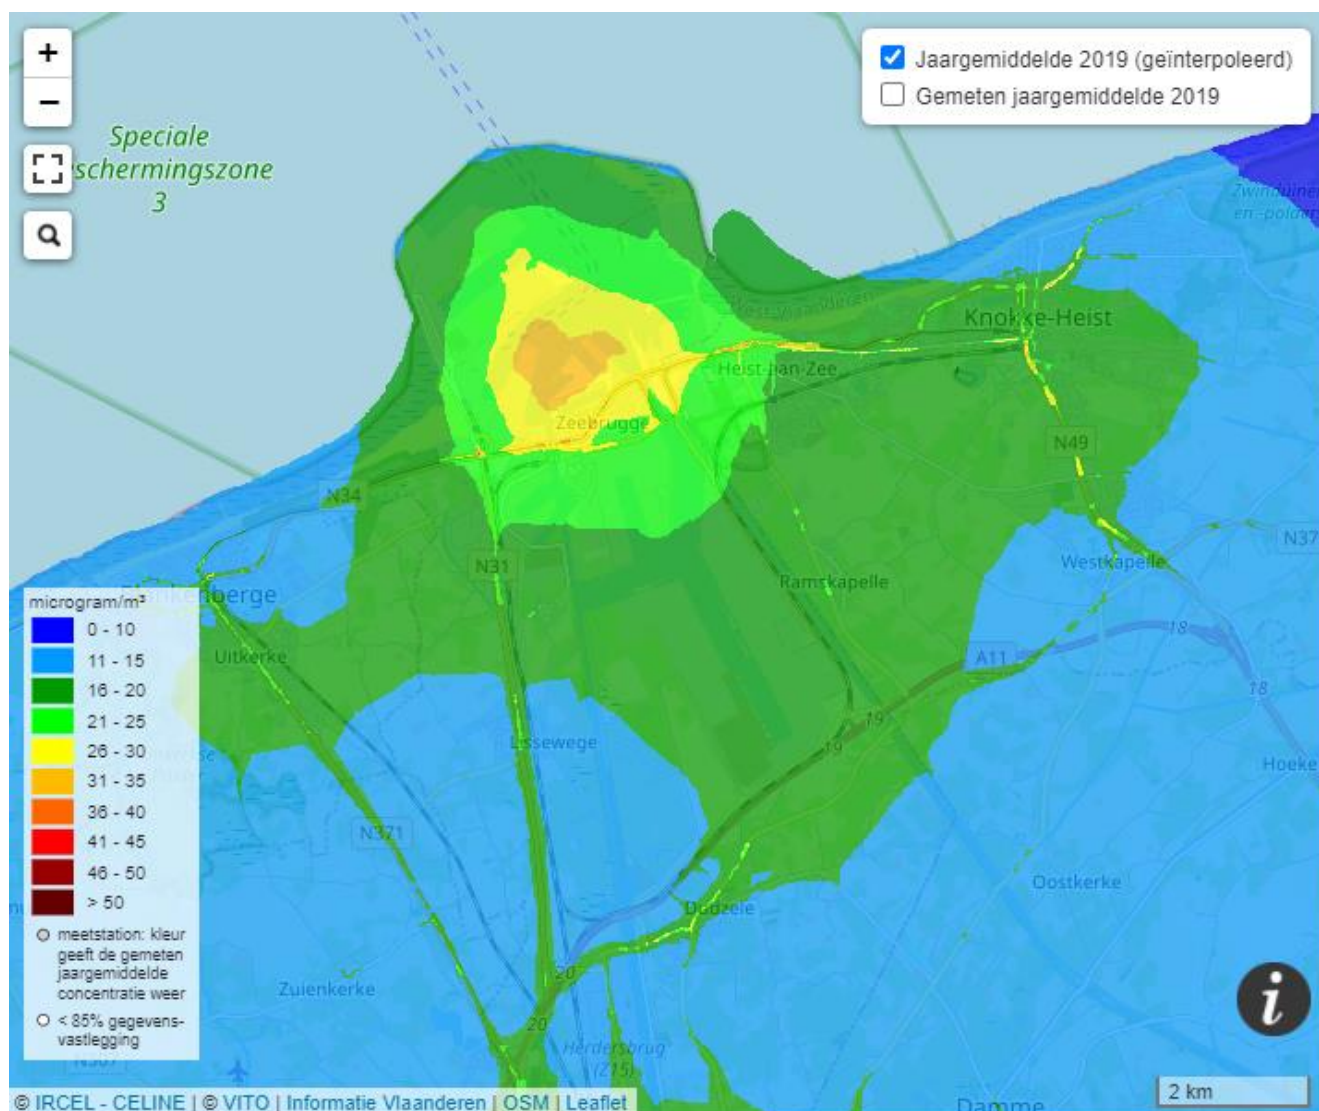 +
−
Speciale
schermingszone
3
Jaargemiddelde 2019 (geïnterpoleerd)
Gemeten jaargemiddelde 2019
Knokke-Heist
Heist-aan-Zee
Zeebrugge
N49
N34
N31
N37
Westkapelle
Ramskapelle
kenberge
Uitkerke
A11
18
18
19
19
Lissewege
Hoeke
N371
Oostkerke
Dudzele
20
20
Zuienkerke
Herdersbrug
(Z15)
Damme
N307
microgram/m³
0 - 10
11 - 15
16 - 20
21 - 25
26 - 30
31 - 35
36 - 40
41 - 45
46 - 50
> 50
meetstation: kleur
geeft de gemeten
jaargemiddelde
concentratie weer
< 85% gegevens-
vastlegging
i
2 km
© IRCEL - CELINE | © VITO | Informatie Vlaanderen | OSM | Leaflet